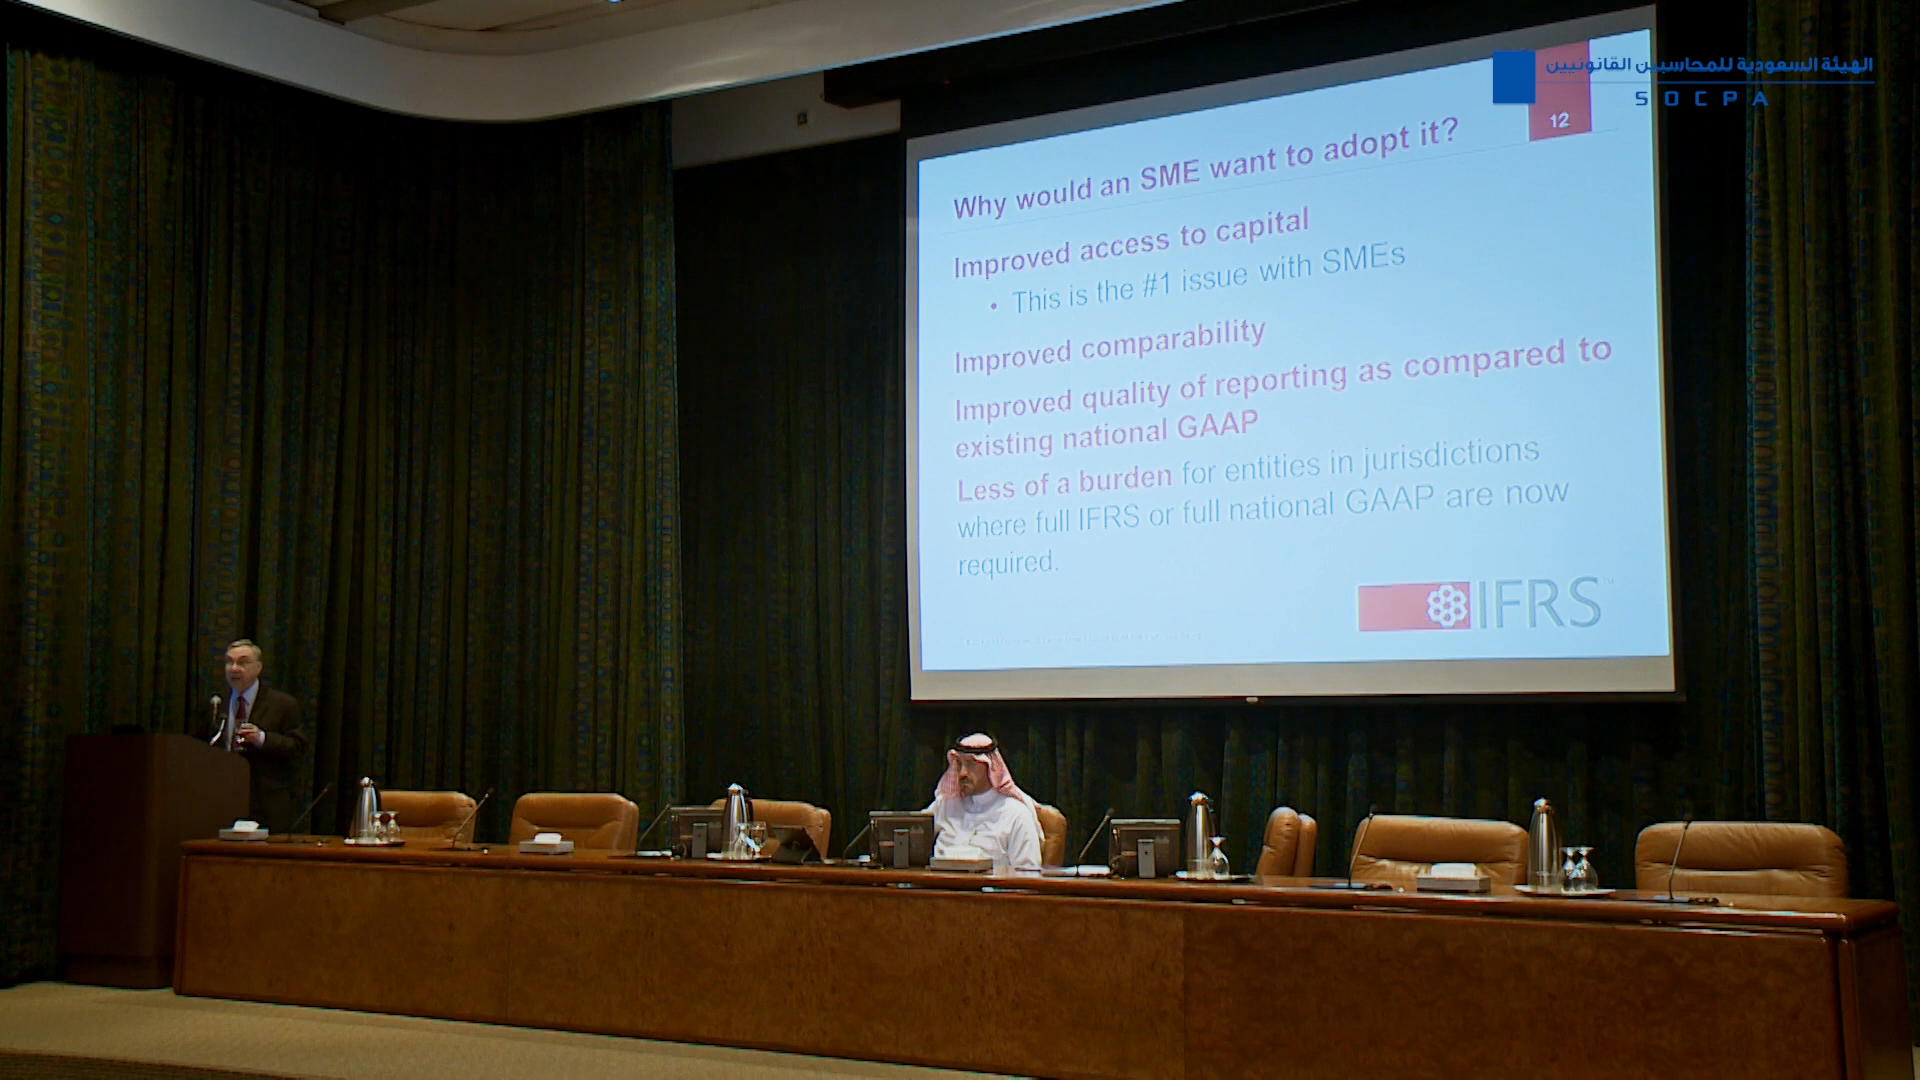 الهيئة السعودية للمحاسبين القانونيين
SOCPA
12
Why would an SME want to adopt it?
Improved access to capital
• This is the #1 issue with SMEs
Improved comparability
Improved quality of reporting as compared to
existing national GAAP
Less of a burden for entities in jurisdictions
where full IFRS or full national GAAP are now
required.
IFRS™